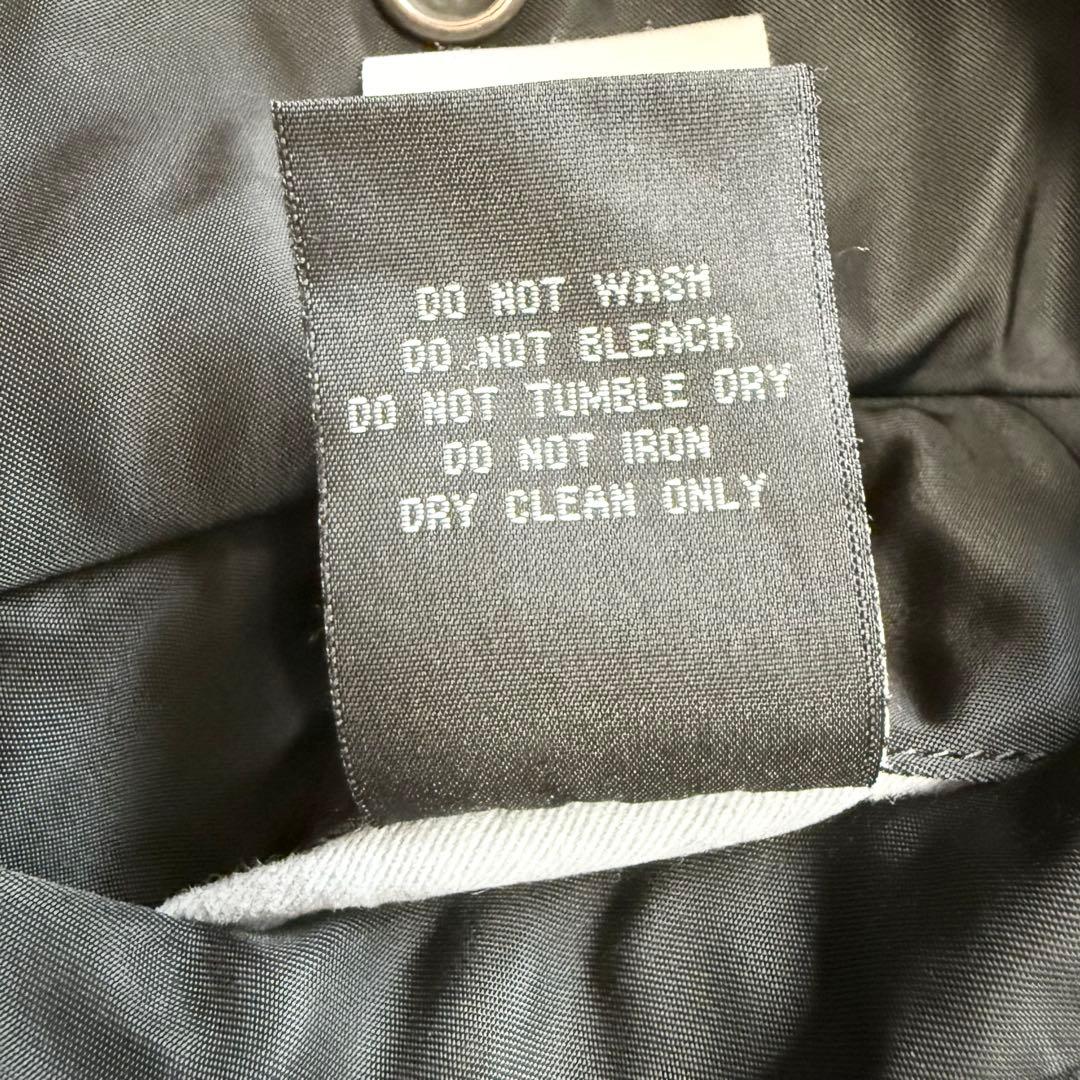 DO NOT WASH
DO NOT BLEACH
DO NOT TUMBLE DRY
DO NOT IRON
DRY CLEAN ONLY